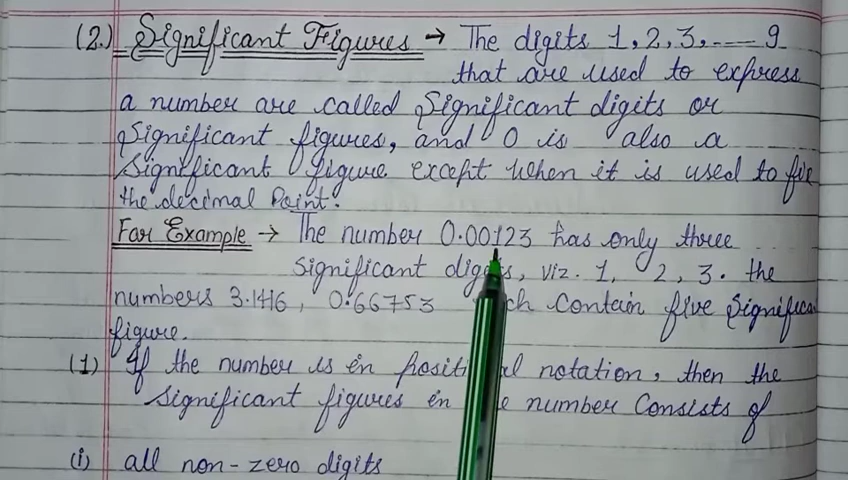 (2.) Significant Figures → The digits 1, 2, 3, .... 9
that are used to express
a number are called Significant digits or
Significant figures, and 0 is also a
Significant figure except when it is used to fix
the decimal Point.
For Example → The number 0.00123 has only three
Significant digits, viz. 1, 2, 3. the
numbers 3.1416, 0.66753 contain five Significa
figure.
(1) If the number is in notation, then the
Significant figures in number Consists of
(i) all non-zero digits